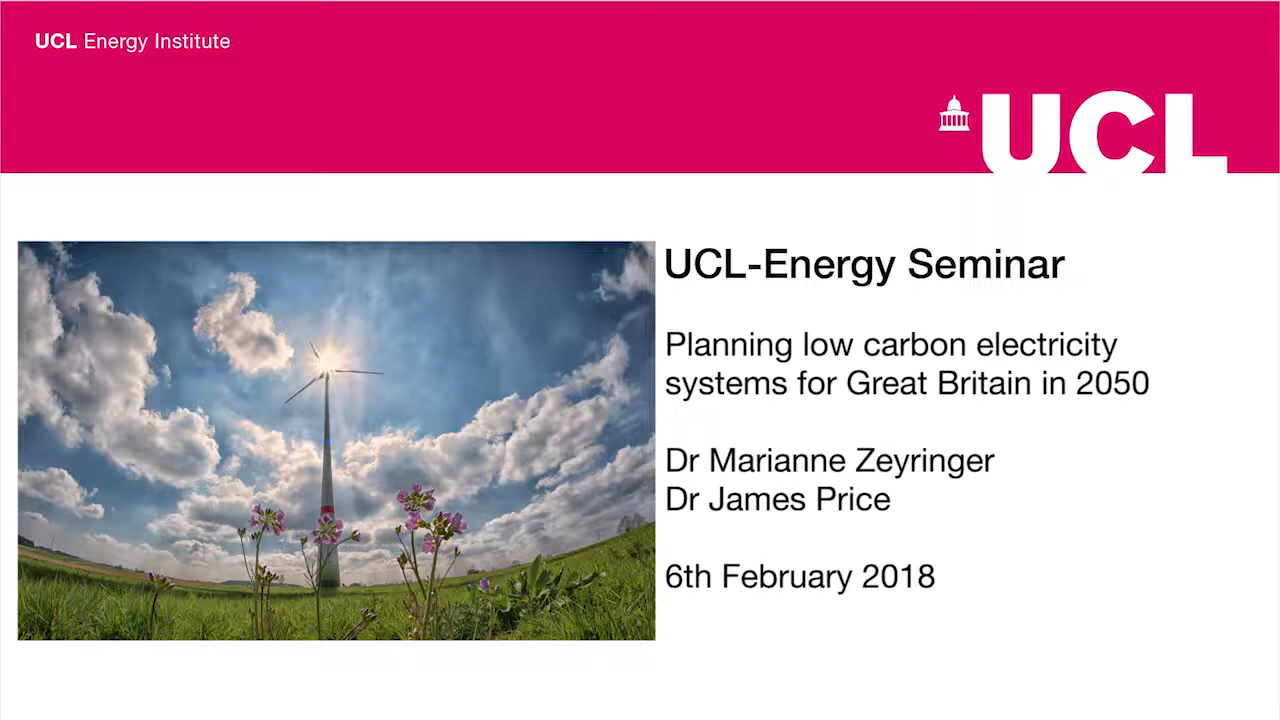 UCL Energy Institute
UCL
UCL-Energy Seminar
Planning low carbon electricity
systems for Great Britain in 2050
Dr Marianne Zeyringer
Dr James Price
6th February 2018